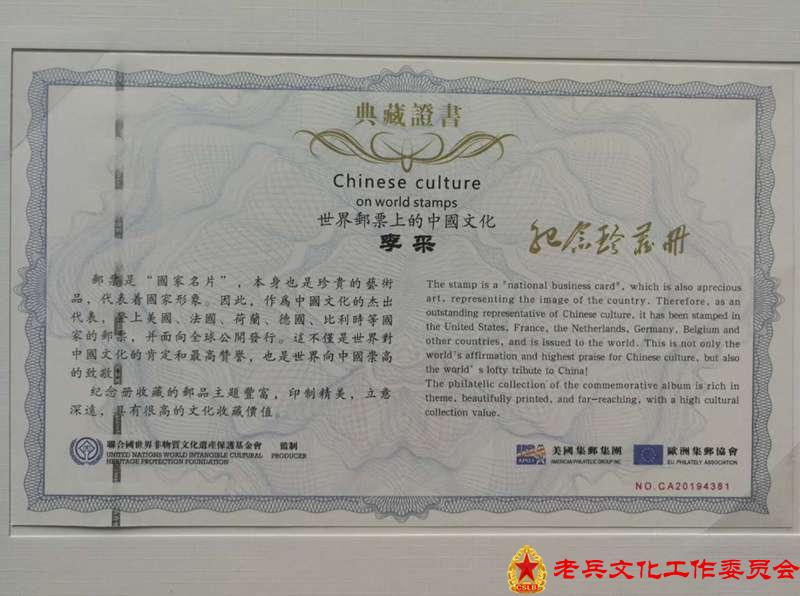 典藏證書
Chinese culture
on world stamps
世界郵票上的中國文化
李采
紀念珍藏冊
郵票是“國家名片”，本身也是珍貴的藝術
品，代表着國家形象。因此，作爲中國文化的杰出
代表，登上美國、法國、荷蘭、德國、比利時等國
家的郵票，并面向全球公開發行。這不僅是世界對
中國文化的肯定和最高贊譽，也是世界向中國崇高
的致敬！
紀念册收藏的郵品主題豐富，印制精美，立意
深遠，具有很高的文化收藏價值。
The stamp is a "national business card", which is also aprecious
art, representing the image of the country. Therefore, as an
outstanding representative of Chinese culture, it has been stamped in
the United States, France, the Netherlands, Germany, Belgium and
other countries, and is issued to the world. This is not only the
world's affirmation and highest praise for Chinese culture, but also
the world's lofty tribute to China!
The philatelic collection of the commemorative album is rich in
theme, beautifully printed, and far-reaching, with a high cultural
collection value.
聯合國世界非物質文化遺產保護基金會 監制
UNITED NATIONS WORLD INTANGIBLE CULTURAL PRODUCER
HERITAGE PROTECTION FOUNDATION
美國集郵集團
AMERICAN PHILATELIC GROUP INC
歐洲集郵協會
EU PHILATELY ASSOCIATION
NO.CA20194381
CSLB
老兵文化工作委员会